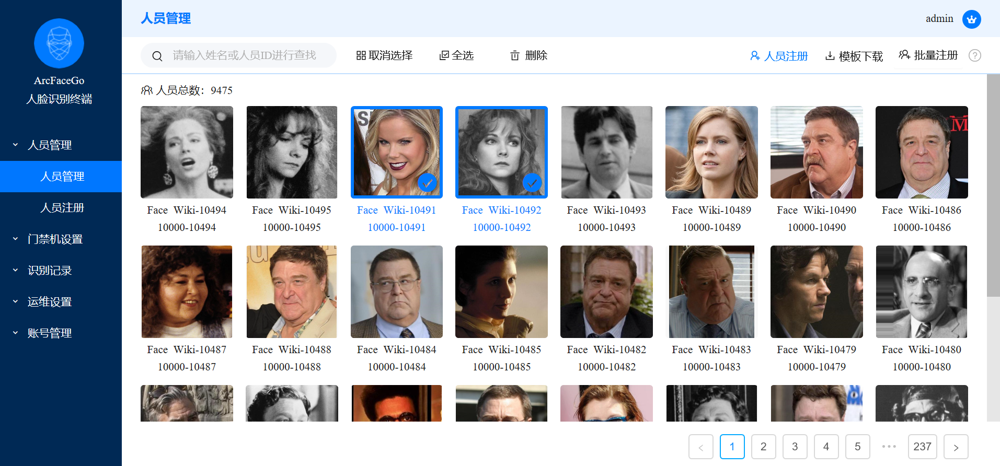 ArcFaceGo
人脸识别终端
人员管理
人员管理
人员注册
门禁机设置
识别记录
运维设置
账号管理
人员管理
admin
请输入姓名或人员ID进行查找
取消选择
全选
删除
人员注册
模板下载
批量注册
?
人员总数：9475
Face Wiki-10494
10000-10494
Face Wiki-10495
10000-10495
Face Wiki-10491
10000-10491
Face Wiki-10492
10000-10492
Face Wiki-10493
10000-10493
Face Wiki-10489
10000-10489
Face Wiki-10490
10000-10490
Face Wiki-10486
10000-10486
Face Wiki-10487
10000-10487
Face Wiki-10488
10000-10488
Face Wiki-10484
10000-10484
Face Wiki-10485
10000-10485
Face Wiki-10482
10000-10482
Face Wiki-10483
10000-10483
Face Wiki-10479
10000-10479
Face Wiki-10480
10000-10480
< 1 2 3 4 5 ••• 237 >